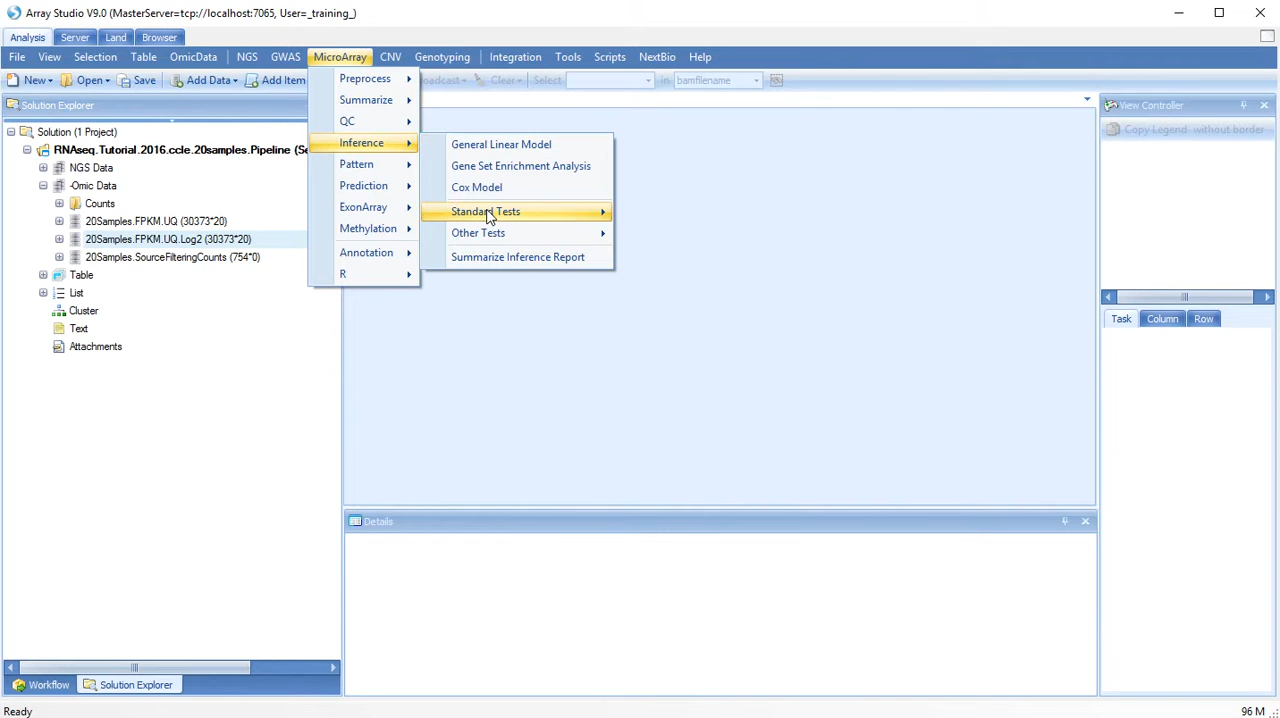 Array Studio V9.0 (MasterServer=tcp://localhost:7065, User=_training_)
Analysis Server Land Browser
File View Selection Table OmicData NGS GWAS MicroArray CNV Genotyping Integration Tools Scripts NextBio Help
New Open Save Add Data Add Item oadcast Clear Select in bamfilename
Solution Explorer
Solution (1 Project)
RNAseq.Tutorial.2016.ccle.20samples.Pipeline (Se
NGS Data
-Omic Data
Counts
20Samples.FPKM.UQ (30373*20)
20Samples.FPKM.UQ.Log2 (30373*20)
20Samples.SourceFilteringCounts (754*0)
Table
List
Cluster
Text
Attachments
Preprocess
Summarize
QC
Inference
Pattern
Prediction
ExonArray
Methylation
Annotation
R
General Linear Model
Gene Set Enrichment Analysis
Cox Model
Standard Tests
Other Tests
Summarize Inference Report
View Controller
Copy Legend without border
Task Column Row
Details
Workflow Solution Explorer
Ready
96 M